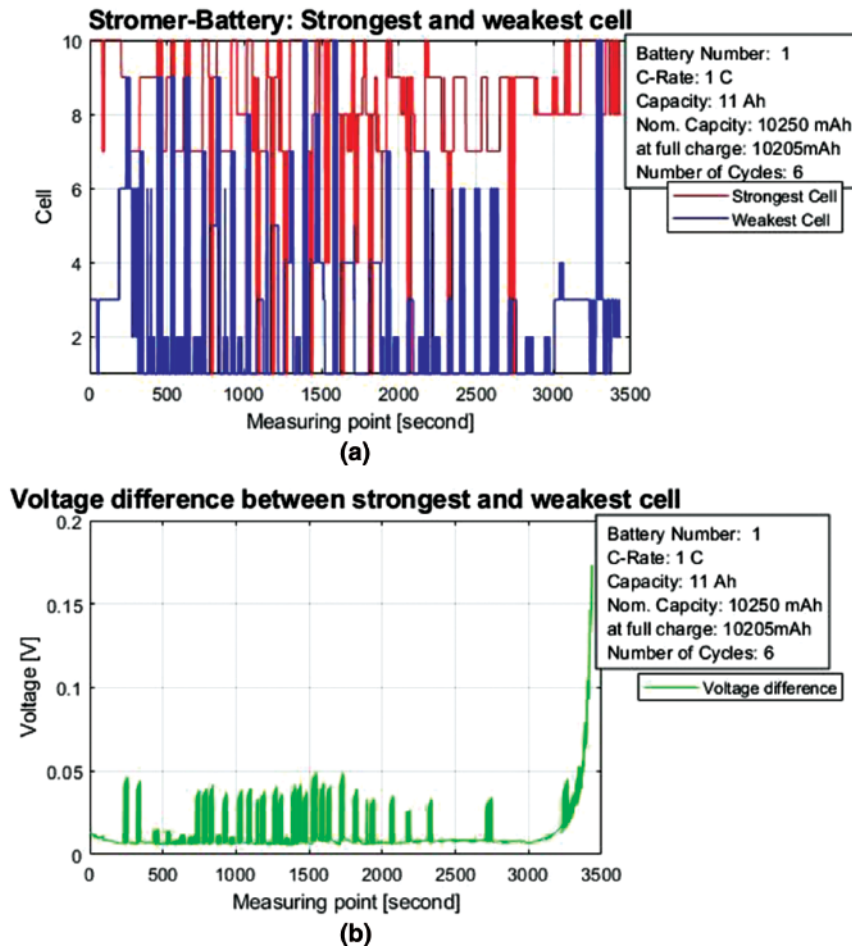 Stromer-Battery: Strongest and weakest cell
10
8
6
4
2
Cell
0
500
1000
1500
2000
2500
3000
3500
Measuring point [second]
Battery Number: 1
C-Rate: 1 C
Capacity: 11 Ah
Nom. Capcity: 10250 mAh
at full charge: 10205mAh
Number of Cycles: 6
Strongest Cell
Weakest Cell
(a)
Voltage difference between strongest and weakest cell
0.2
0.15
0.1
0.05
0
Voltage [V]
0
500
1000
1500
2000
2500
3000
3500
Measuring point [second]
Battery Number: 1
C-Rate: 1 C
Capacity: 11 Ah
Nom. Capcity: 10250 mAh
at full charge: 10205mAh
Number of Cycles: 6
Voltage difference
(b)